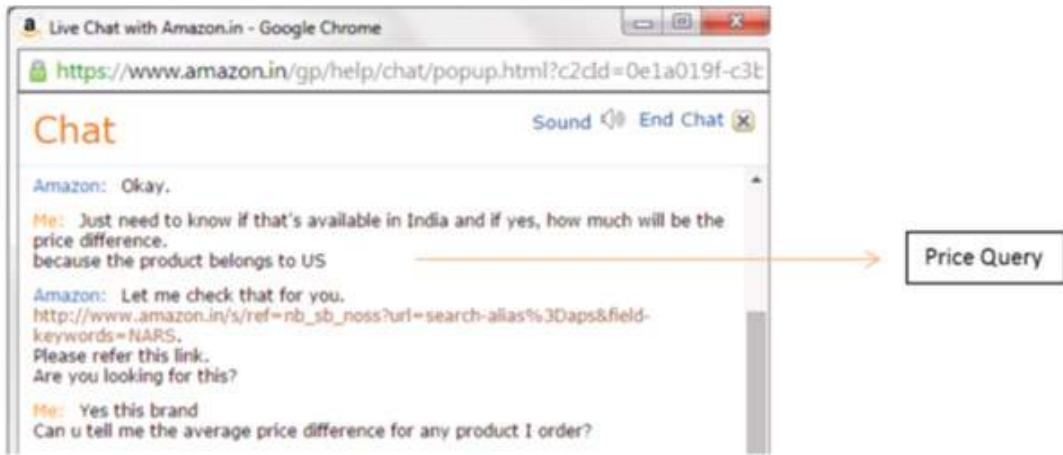 Live Chat with Amazon.in - Google Chrome
https://www.amazon.in/gp/help/chat/popup.html?c2cId=0e1a019f-c3b
Chat
Sound End Chat
Amazon: Okay.
Me: Just need to know if that's available in India and if yes, how much will be the
price difference.
because the product belongs to US
Price Query
Amazon: Let me check that for you.
http://www.amazon.in/s/ref=nb_sb_noss?url=search-alias%3Daps&field-
keywords=NARS.
Please refer this link.
Are you looking for this?
Me: Yes this brand
Can u tell me the average price difference for any product I order?